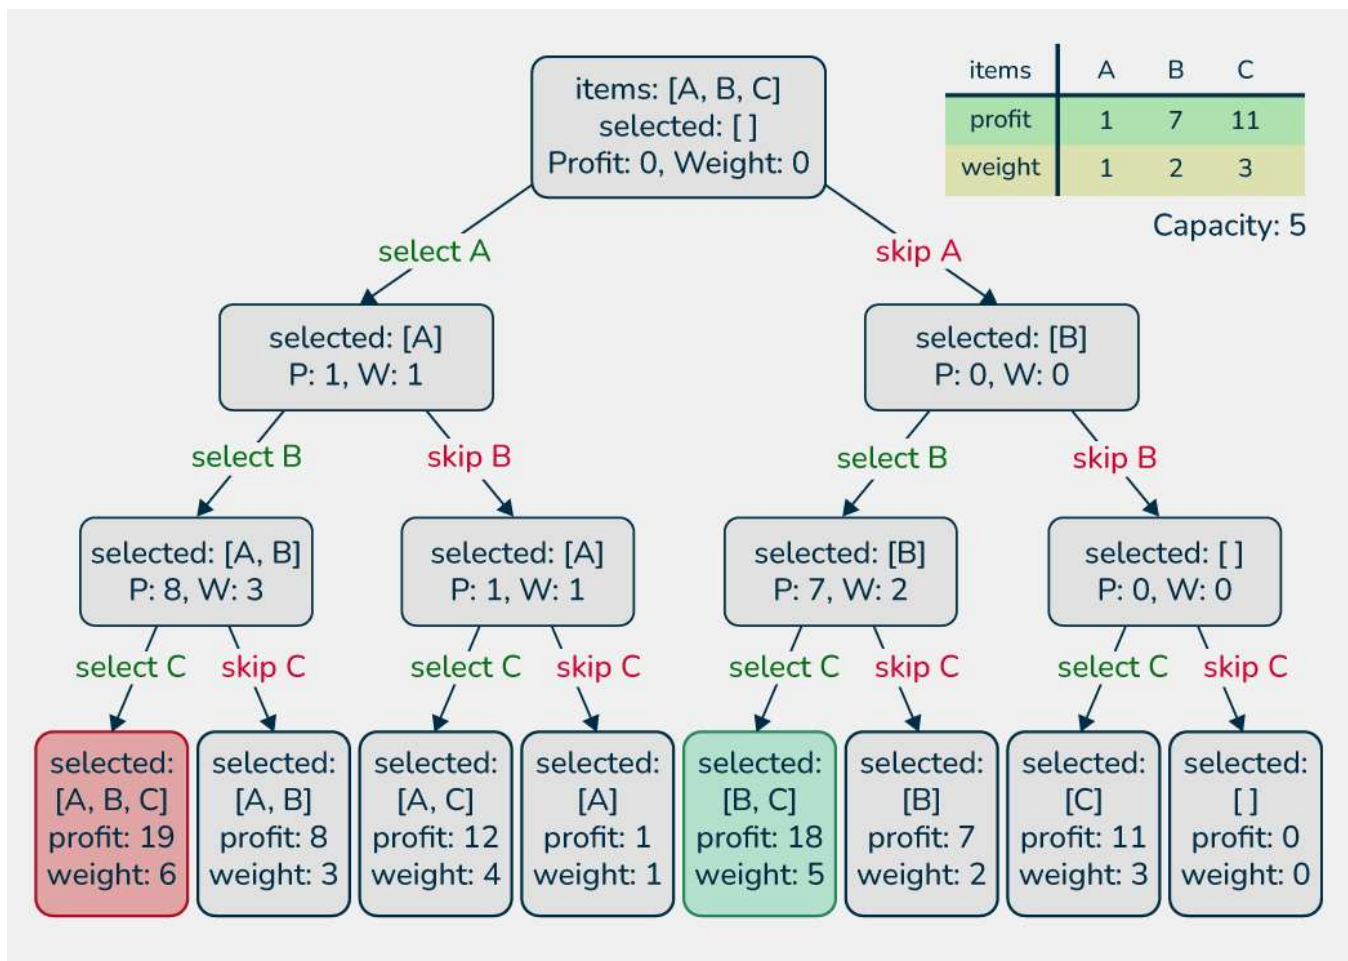 items: [A, B, C]
selected: [ ]
Profit: 0, Weight: 0
items A B C
profit 1 7 11
weight 1 2 3
Capacity: 5
select A
skip A
selected: [A]
P: 1, W: 1
selected: [B]
P: 0, W: 0
select B
skip B
select B
skip B
selected: [A, B]
P: 8, W: 3
selected: [A]
P: 1, W: 1
selected: [B]
P: 7, W: 2
selected: [ ]
P: 0, W: 0
select C
skip C
select C
skip C
select C
skip C
select C
skip C
selected:
[A, B, C]
profit: 19
weight: 6
selected:
[A, B]
profit: 8
weight: 3
selected:
[A, C]
profit: 12
weight: 4
selected:
[A]
profit: 1
weight: 1
selected:
[B, C]
profit: 18
weight: 5
selected:
[B]
profit: 7
weight: 2
selected:
[C]
profit: 11
weight: 3
selected:
[ ]
profit: 0
weight: 0